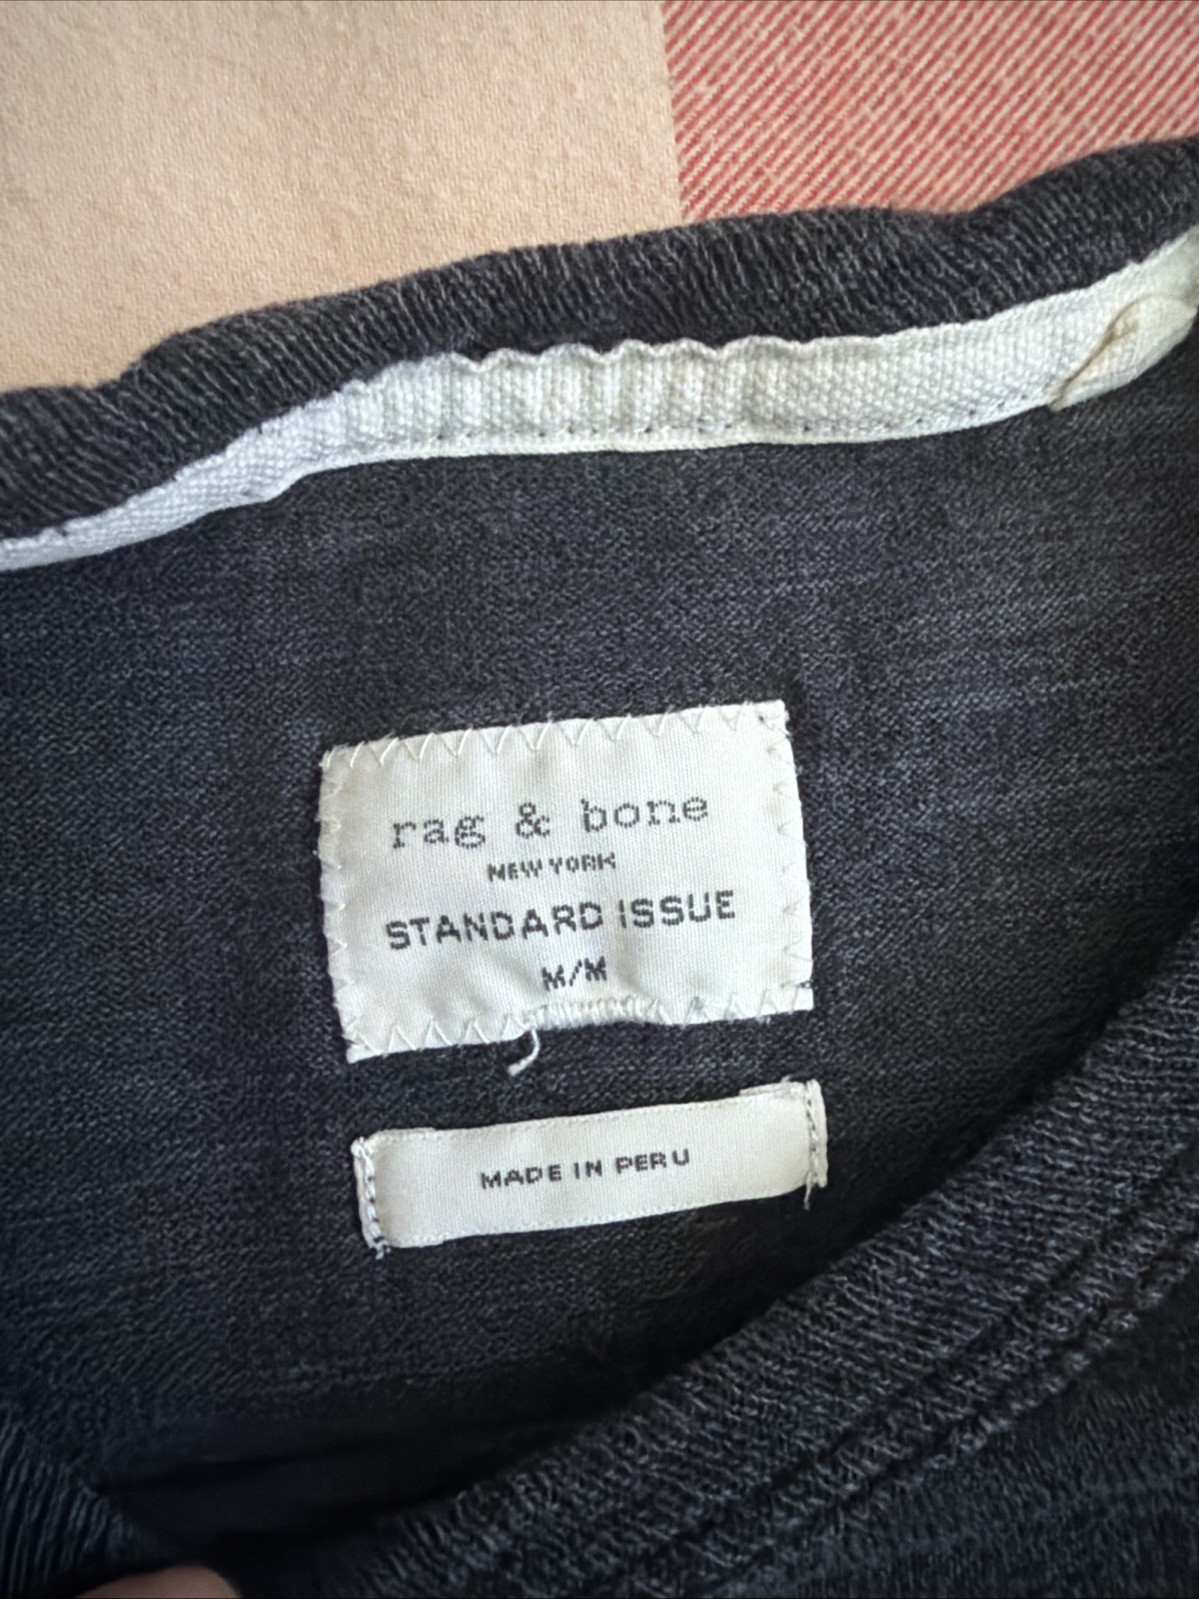 rag & bone
NEW YORK
STANDARD ISSUE
M/M
MADE IN PERU